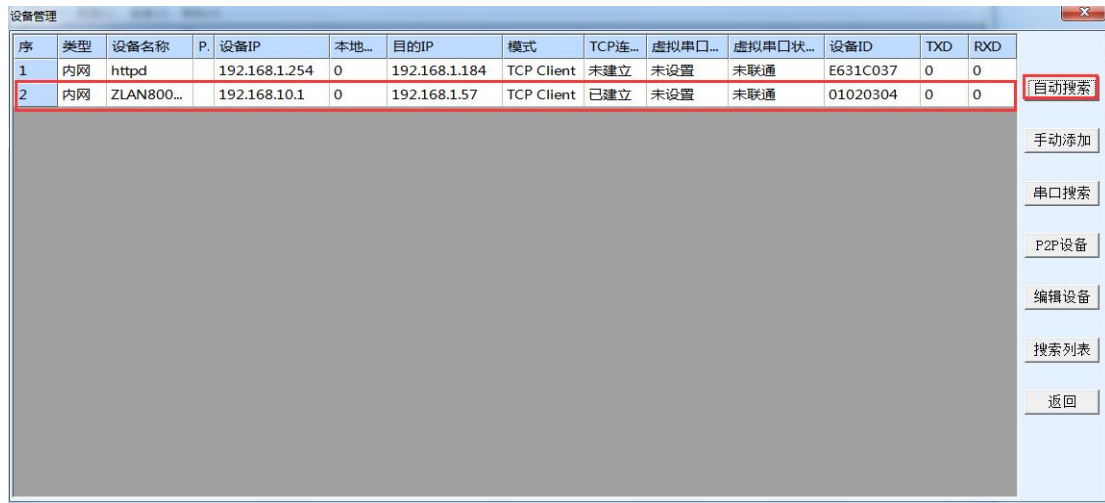 设备管理
序 类型 设备名称 P. 设备IP 本地... 目的IP 模式 TCP连... 虚拟串口... 虚拟串口状... 设备ID TXD RXD
1 内网 httpd 192.168.1.254 0 192.168.1.184 TCP Client 未建立 未设置 未联通 E631C037 0 0
2 内网 ZLAN800... 192.168.10.1 0 192.168.1.57 TCP Client 已建立 未设置 未联通 01020304 0 0
自动搜索
手动添加
串口搜索
P2P设备
编辑设备
搜索列表
返回